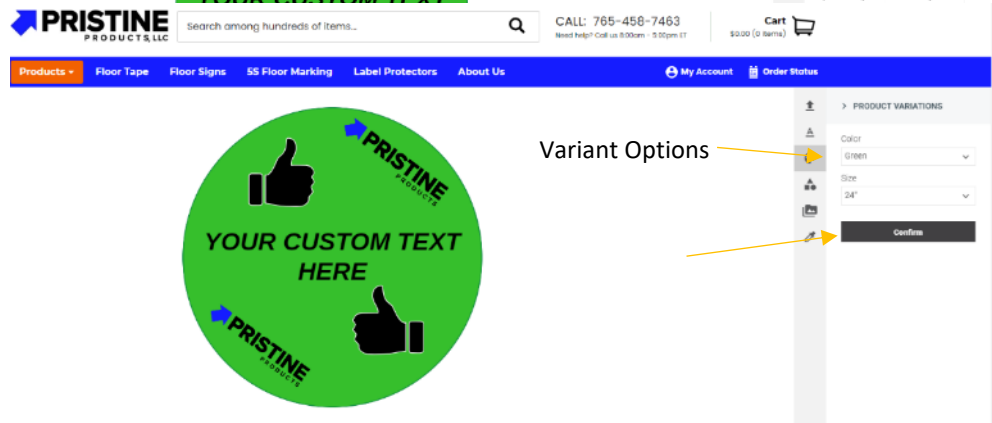 YOUR CUSTOM TEXT
PRISTINE
PRODUCTS, LLC
Search among hundreds of items...
CALL: 765-458-7463
Need help? Call us 8:00am - 5:00pm ET
Cart
$0.00 (0 items)
Products
Floor Tape
Floor Signs
5S Floor Marking
Label Protectors
About Us
My Account
Order Status
PRODUCT VARIATIONS
Color
Green
Size
24"
Confirm
Variant Options
PRISTINE
PRODUCTS
YOUR CUSTOM TEXT
HERE
PRISTINE
PRODUCTS